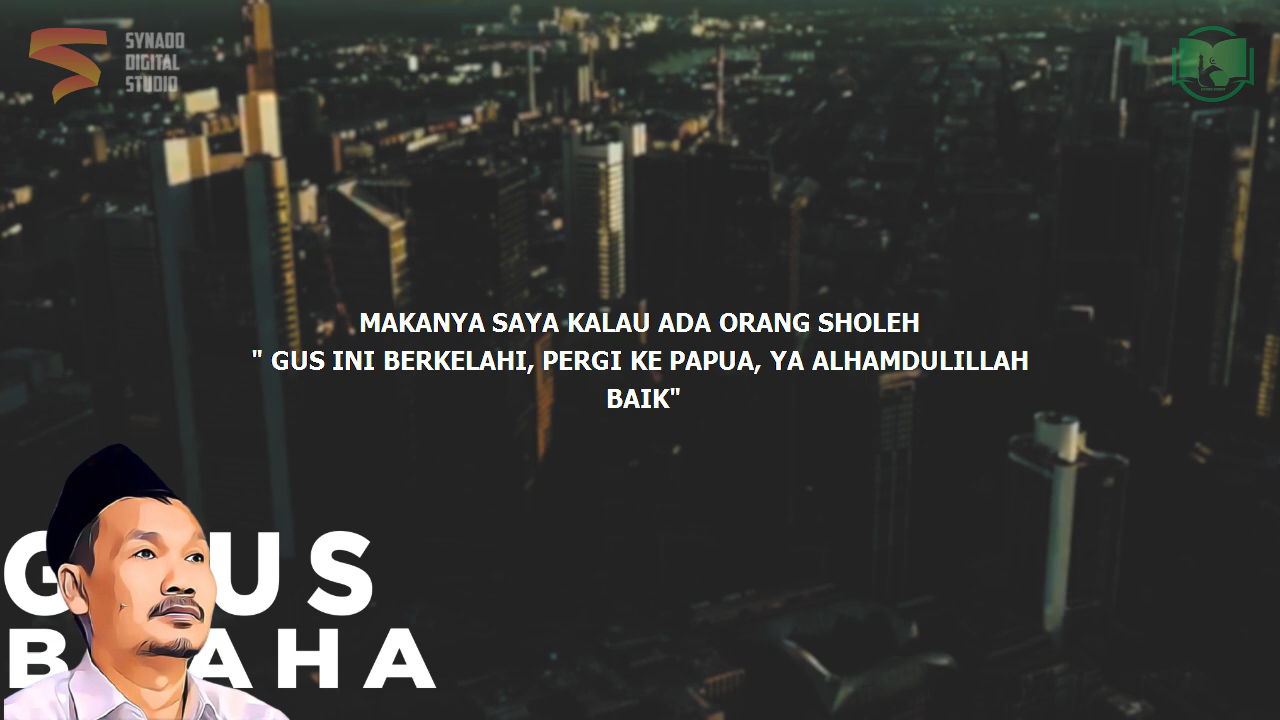 SYNADO
DIGITAL
STUDIO
MAKANYA SAYA KALAU ADA ORANG SHOLEH
" GUS INI BERKELAHI, PERGI KE PAPUA, YA ALHAMDULILLAH
BAIK"
GUS
BAHA